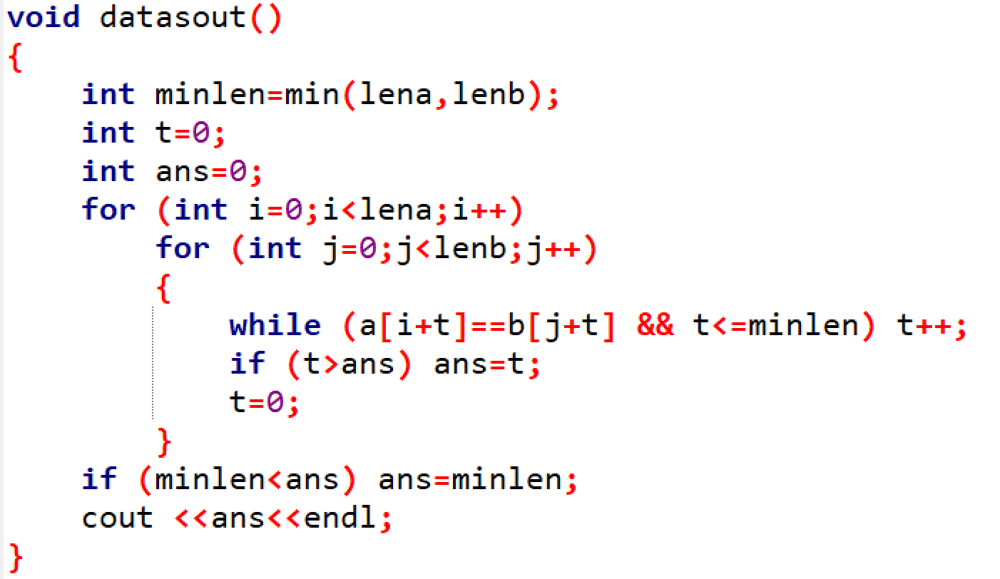 void datasout()
{
    int minlen=min(lena,lenb);
    int t=0;
    int ans=0;
    for (int i=0;i<lena;i++)
        for (int j=0;j<lenb;j++)
        {
            while (a[i+t]==b[j+t] && t<=minlen) t++;
            if (t>ans) ans=t;
            t=0;
        }
    if (minlen<ans) ans=minlen;
    cout <<ans<<endl;
}